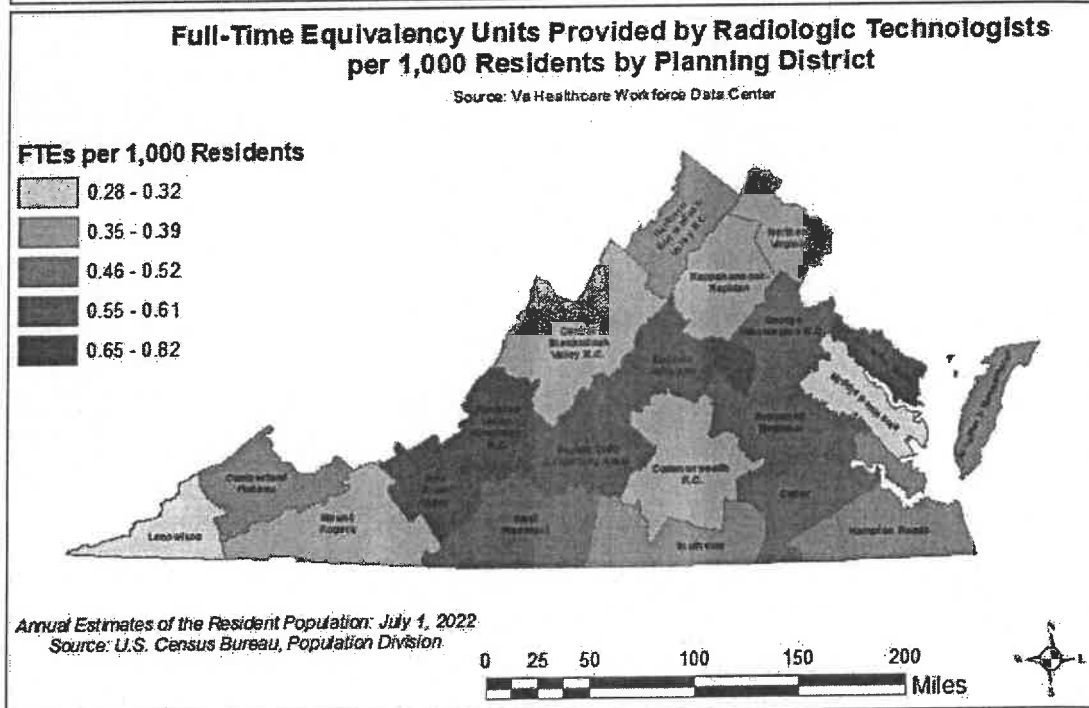 Full-Time Equivalency Units Provided by Radiologic Technologists
per 1,000 Residents by Planning District
Source: Va Healthcare Workforce Data Center
FTEs per 1,000 Residents
0.28 - 0.32
0.35 - 0.39
0.46 - 0.52
0.55 - 0.61
0.65 - 0.82
Northern
Virginia
Rappahannock-
Rapidan
Central
Shenandoah
Valley R.C.
Commonwealth
R.C.
Cumberland
Plateau
Mount
Rogers
Lenowisco
West
Piedmont
Southside
Crater
Hampton Roads
Annual Estimates of the Resident Population: July 1, 2022
Source: U.S. Census Bureau, Population Division
0 25 50 100 150 200
Miles
N
S